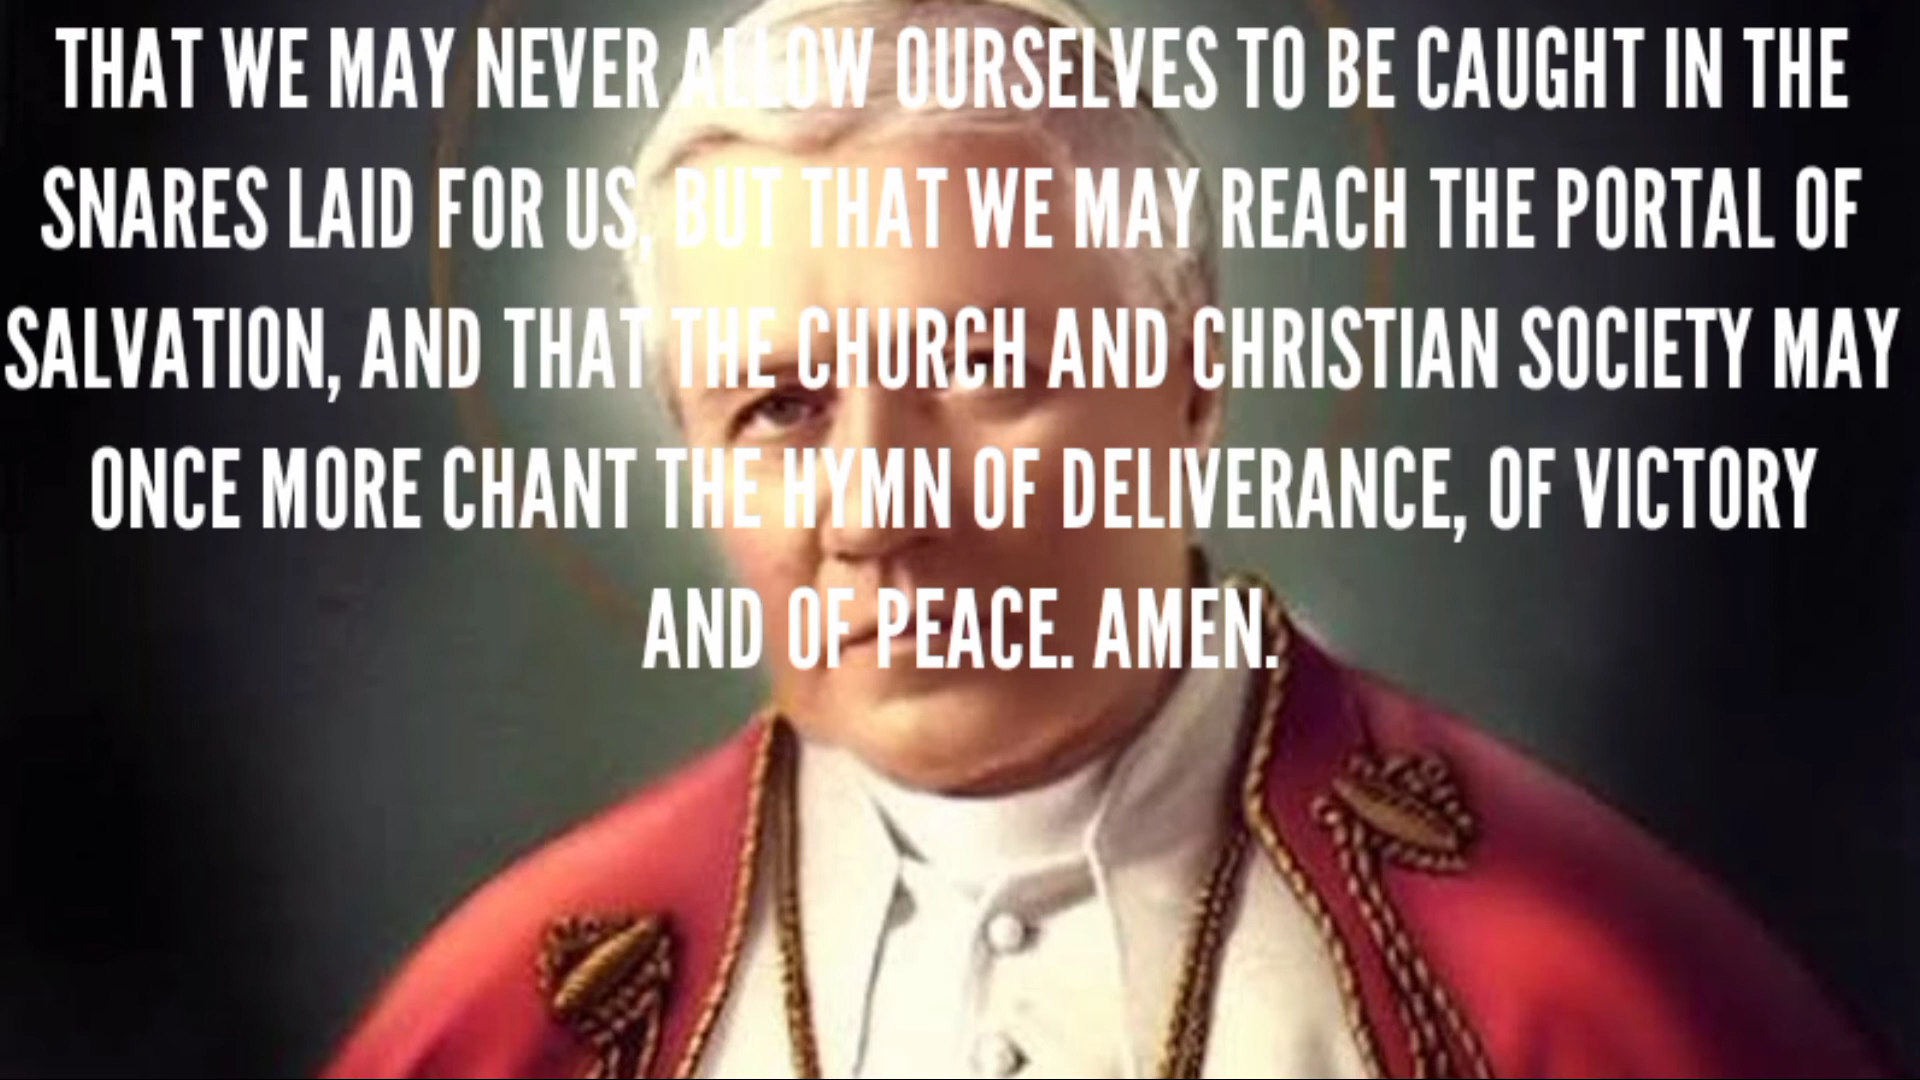 THAT WE MAY NEVER ALLOW OURSELVES TO BE CAUGHT IN THE
SNARES LAID FOR US, BUT THAT WE MAY REACH THE PORTAL OF
SALVATION, AND THAT THE CHURCH AND CHRISTIAN SOCIETY MAY
ONCE MORE CHANT THE HYMN OF DELIVERANCE, OF VICTORY
AND OF PEACE. AMEN.